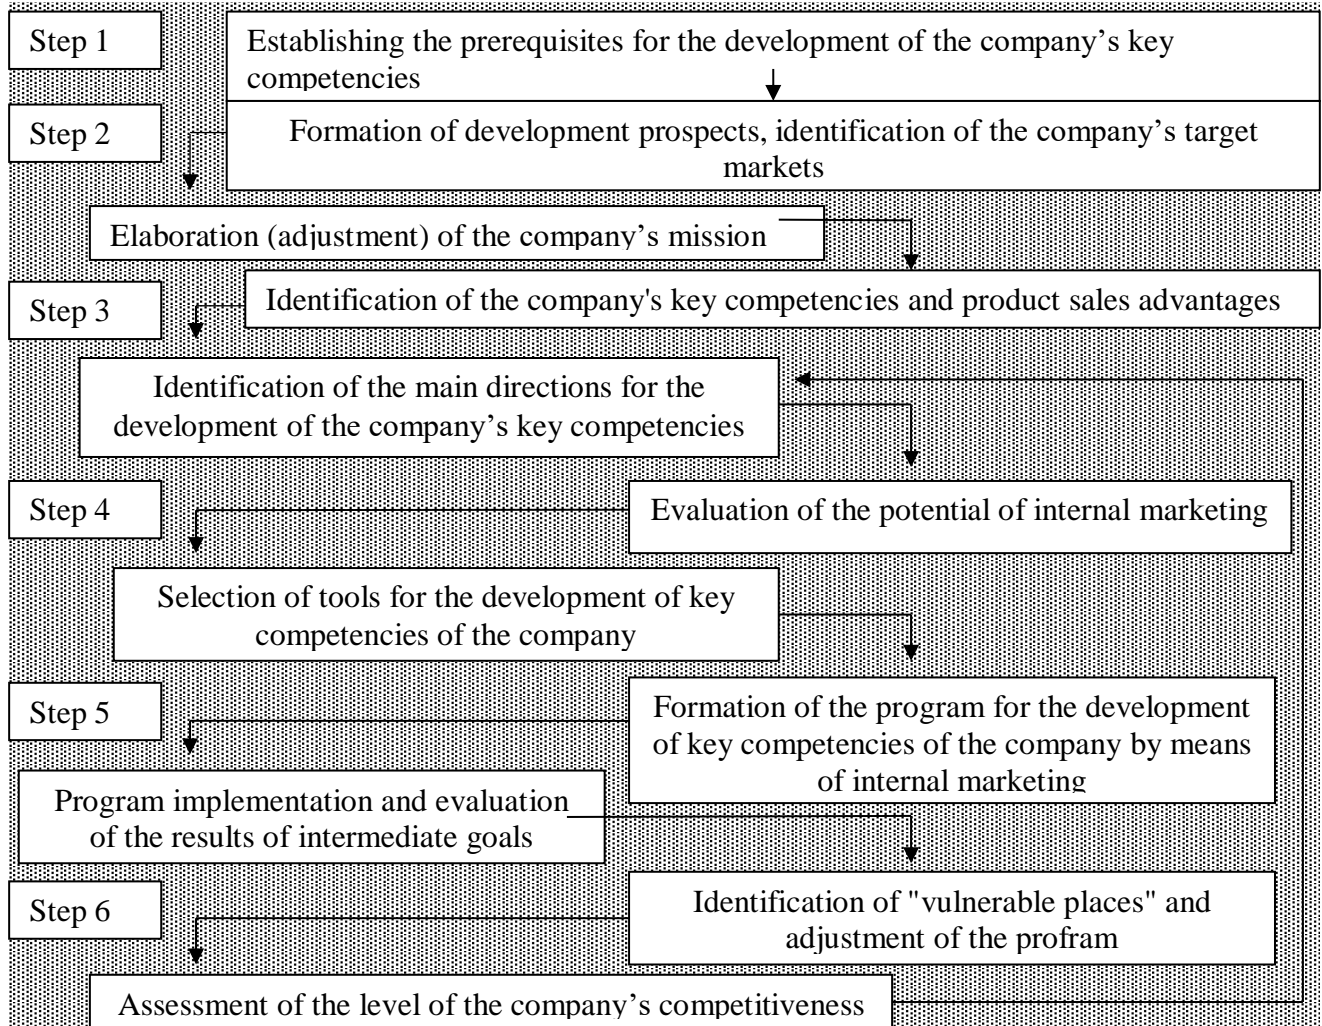 Step 1
Establishing the prerequisites for the development of the company’s key
competencies
Step 2
Formation of development prospects, identification of the company’s target
markets
Elaboration (adjustment) of the company’s mission
Step 3
Identification of the company's key competencies and product sales advantages
Identification of the main directions for the
development of the company’s key competencies
Step 4
Evaluation of the potential of internal marketing
Selection of tools for the development of key
competencies of the company
Step 5
Formation of the program for the development
of key competencies of the company by means
of internal marketing
Program implementation and evaluation
of the results of intermediate goals
Step 6
Identification of "vulnerable places" and
adjustment of the profram
Assessment of the level of the company’s competitiveness